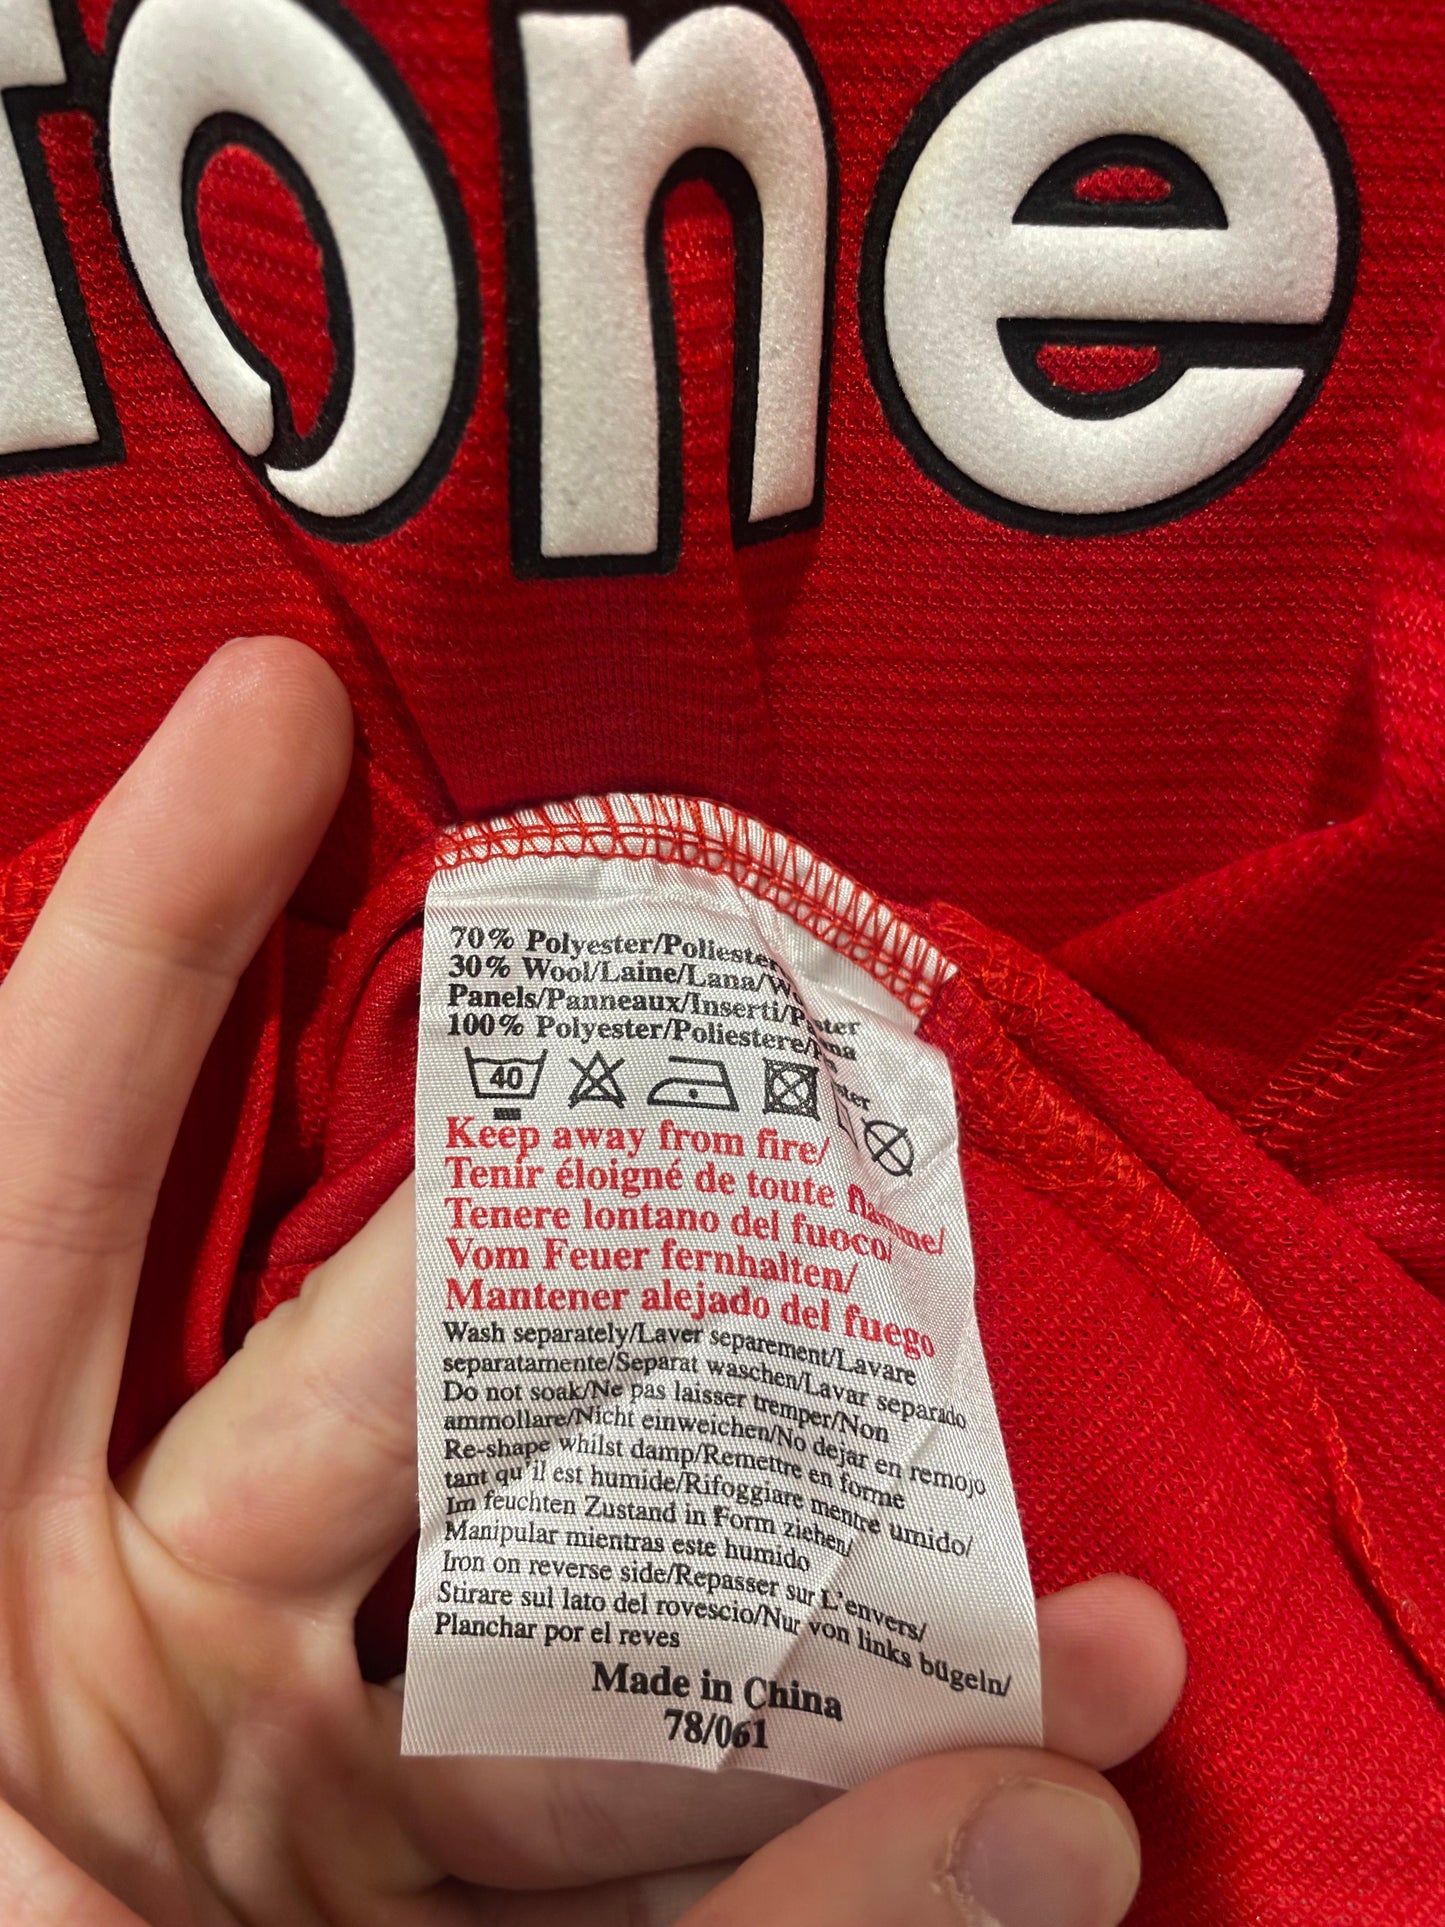 one
70% Polyester/Poliester
30% Wool/Laine/Lana/
Panels/Panneaux/Inserti/
100% Polyester/Poliestere/
ster
na
ster
40
Keep away from fire/
Tenir éloigné de toute flamme/
Tenere lontano del fuoco/
Vom Feuer fernhalten/
Mantener alejado del fuego
Wash separately/Laver separement/Lavare
separatamente/Separat waschen/Lavar separado
Do not soak/Ne pas laisser tremper/Non
ammollare/Nicht einweichen/No dejar en remojo
Re-shape whilst damp/Remettre en forme
tant qu'il est humide/Rifoggiare mentre umido/
Im feuchten Zustand in Form ziehen/
Manipular mientras este humido
Iron on reverse side/Repasser sur L'envers/
Stirare sul lato del rovescio/Nur von links bügeln/
Planchar por el reves
Made in China
78/061